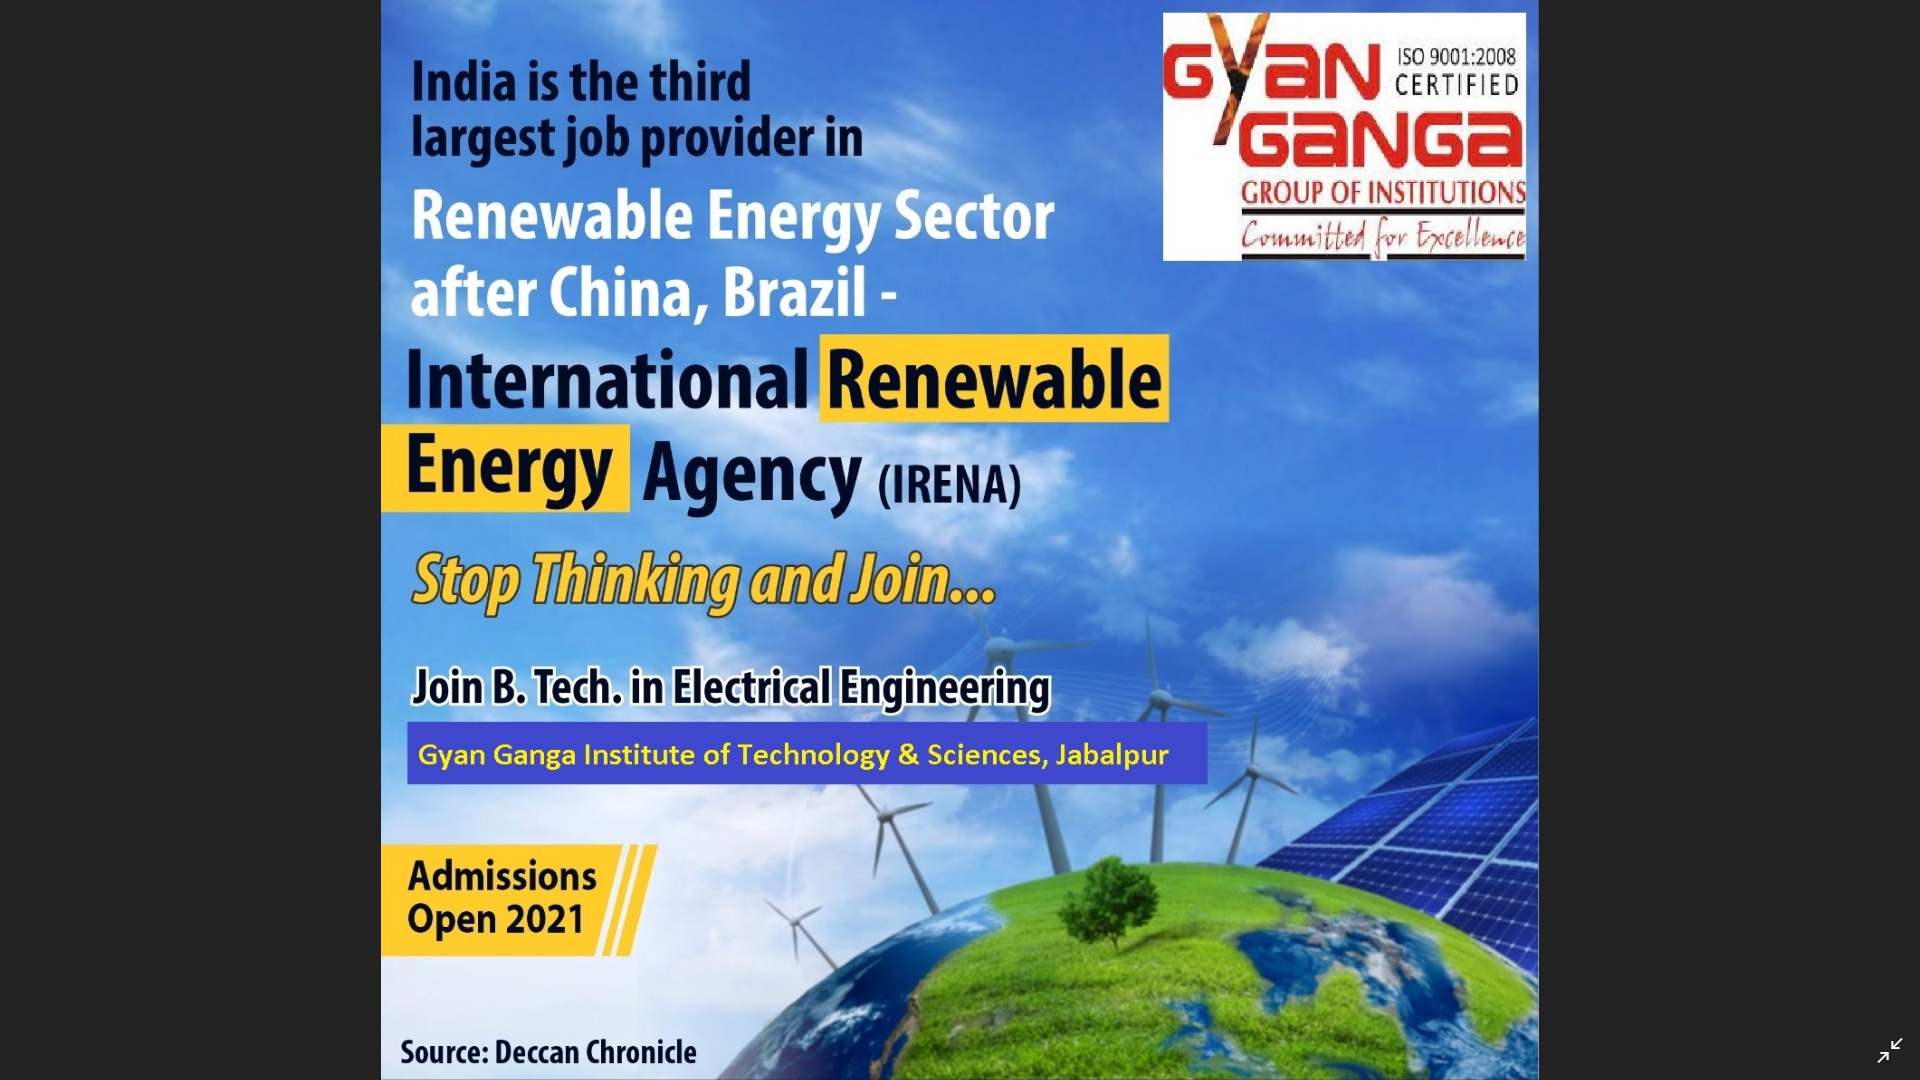 India is the third
largest job provider in
Renewable Energy Sector
after China, Brazil -
International Renewable
Energy Agency (IRENA)
Stop Thinking and Join...
Join B. Tech. in Electrical Engineering
Gyan Ganga Institute of Technology & Sciences, Jabalpur
Admissions
Open 2021
Source: Deccan Chronicle
GYAN
ISO 9001:2008
CERTIFIED
GANGA
GROUP OF INSTITUTIONS
Committed for Excellence